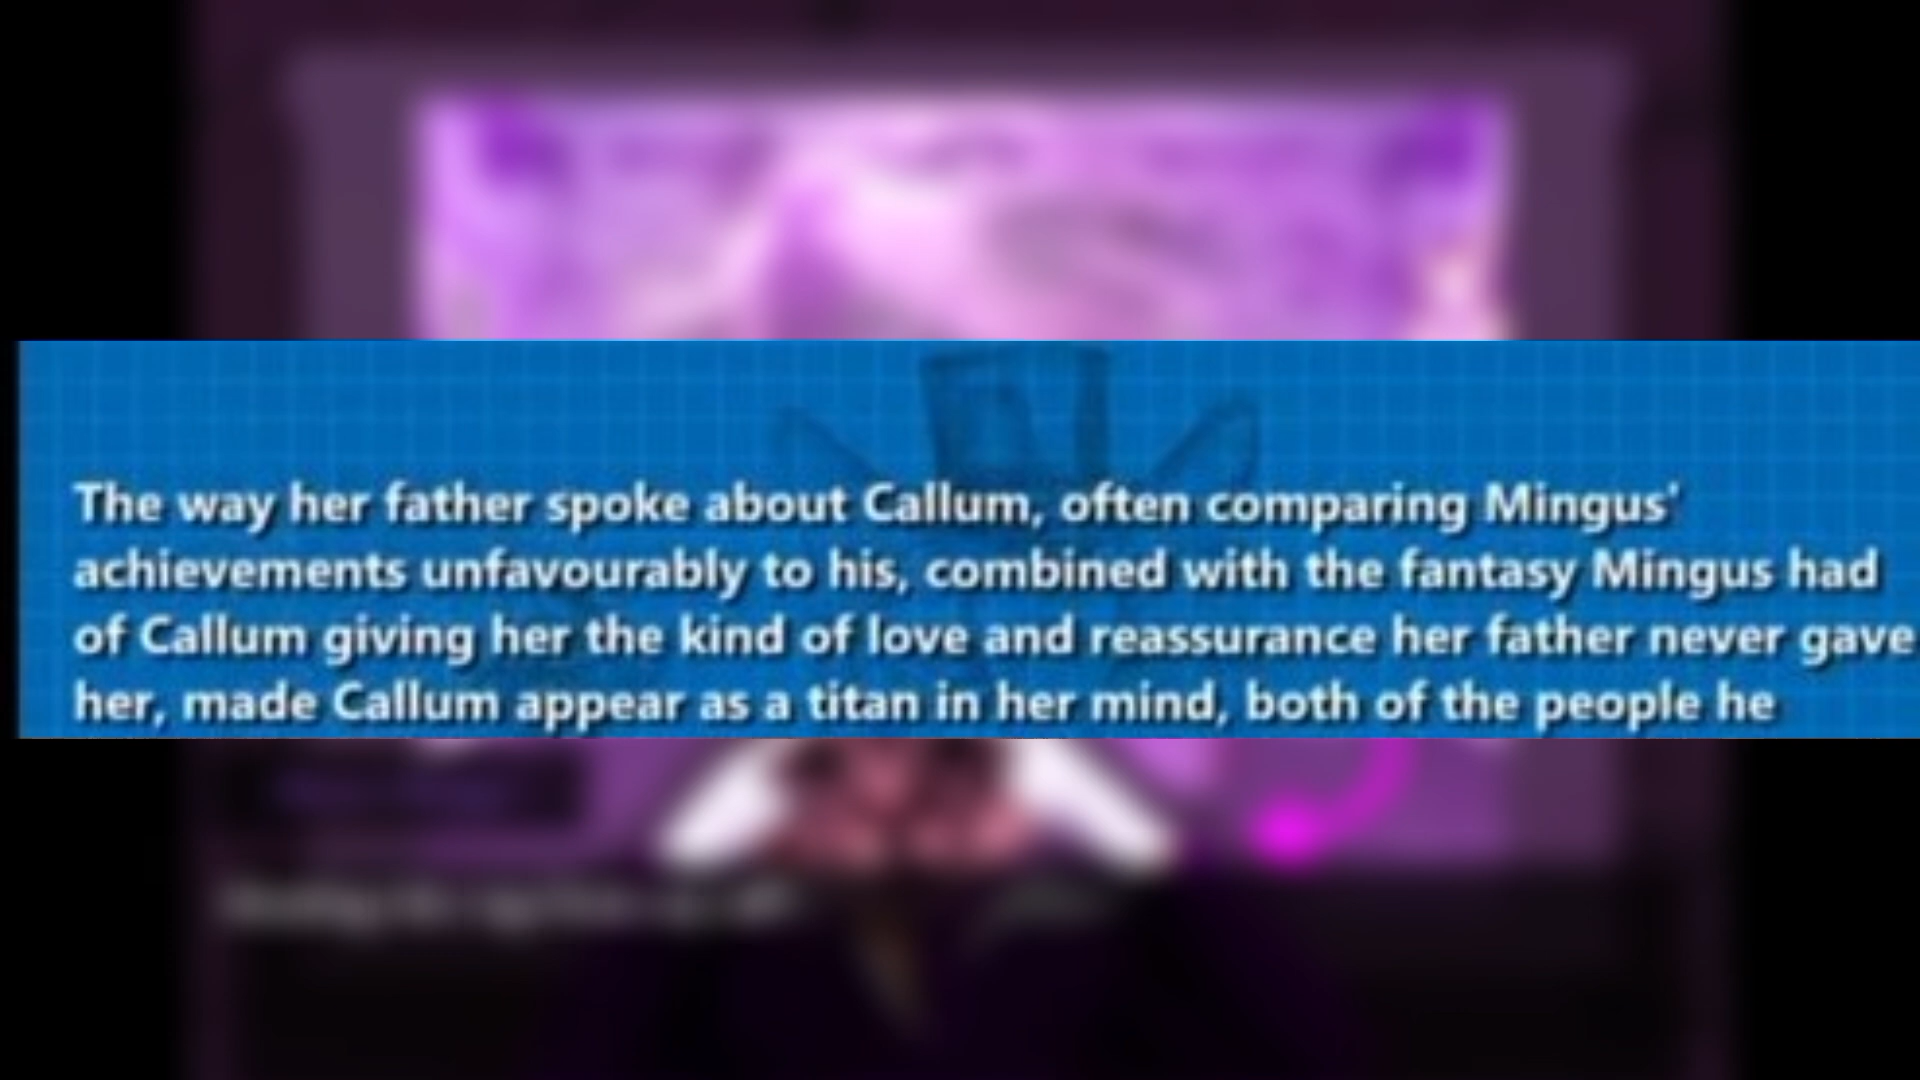 The way her father spoke about Callum, often comparing Mingus'
achievements unfavourably to his, combined with the fantasy Mingus had
of Callum giving her the kind of love and reassurance her father never gave
her, made Callum appear as a titan in her mind, both of the people he